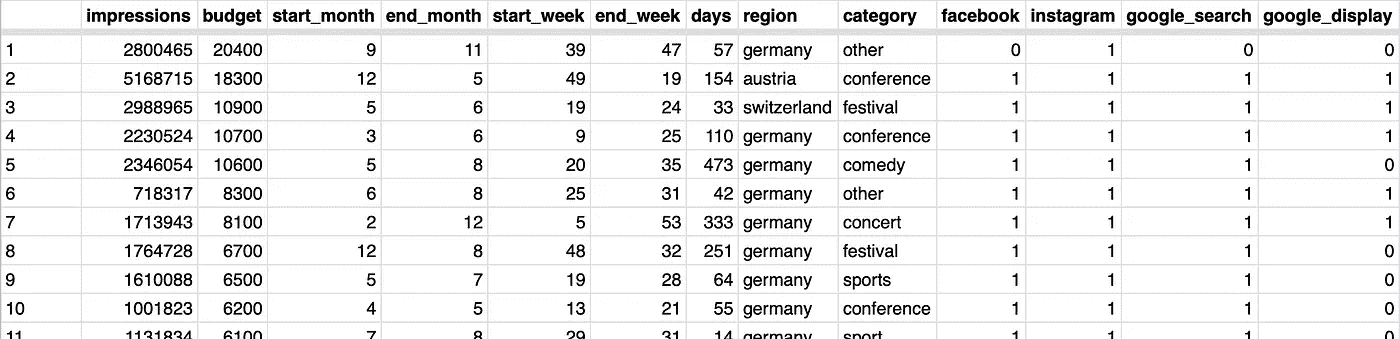 impressions budget start_month end_month start_week end_week days region category facebook instagram google_search google_display
1 2800465 20400 9 11 39 47 57 germany other 0 1 0 0
2 5168715 18300 12 5 49 19 154 austria conference 1 1 1 1
3 2988965 10900 5 6 19 24 33 switzerland festival 1 1 1 1
4 2230524 10700 3 6 9 25 110 germany conference 1 1 1 1
5 2346054 10600 5 8 20 35 473 germany comedy 1 1 1 0
6 718317 8300 6 8 25 31 42 germany other 1 1 1 1
7 1713943 8100 2 12 5 53 333 germany concert 1 1 1 1
8 1764728 6700 12 8 48 32 251 germany festival 1 1 1 0
9 1610088 6500 5 7 19 28 64 germany sports 1 1 1 0
10 1001823 6200 4 5 13 21 55 germany conference 1 1 1 0
11 1131834 6100 7 8 29 31 14 germany sport 1 1 1 0